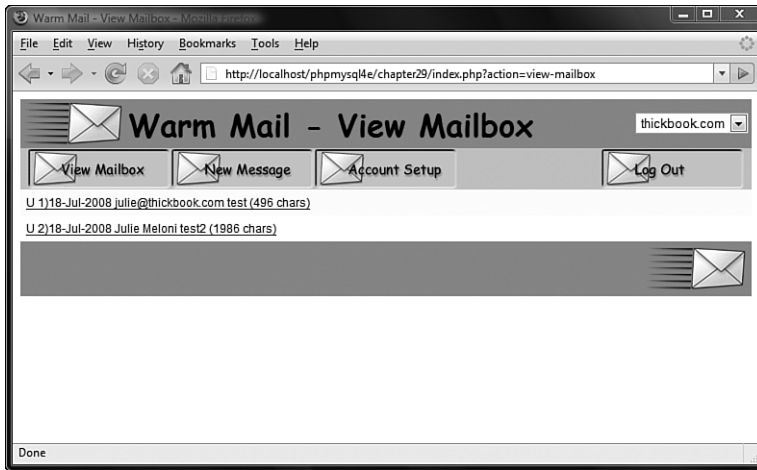 Warm Mail - View Mailbox - Mozilla Firefox
File Edit View History Bookmarks Tools Help
http://localhost/phpmysql4e/chapter29/index.php?action=view-mailbox
Warm Mail - View Mailbox
thickbook.com
View Mailbox New Message Account Setup Log Out
U 1)18-Jul-2008 julie@thickbook.com test (496 chars)
U 2)18-Jul-2008 Julie Meloni test2 (1986 chars)
Done